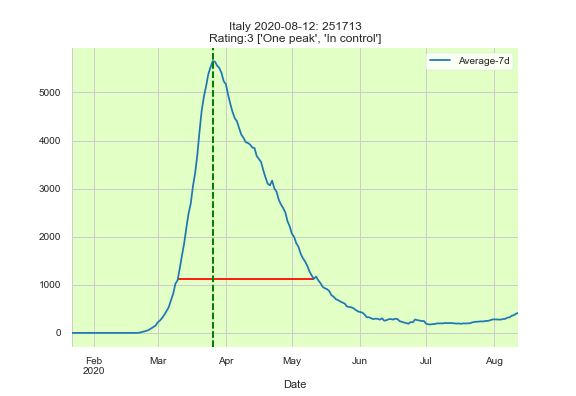 Italy 2020-08-12: 251713
Rating:3 ['One peak', 'In control']
Average-7d
5000
4000
3000
2000
1000
0
Feb
2020
Mar
Apr
May
Jun
Jul
Aug
Date